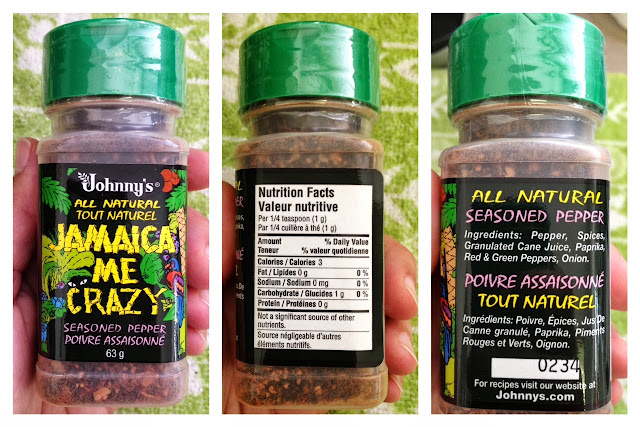 Johnny's®
ALL NATURAL
TOUT NATUREL
JAMAICA
ME
CRAZY
SEASONED PEPPER
POIVRE ASSAISONNÉ
63 g
Nutrition Facts
Valeur nutritive
Per 1/4 teaspoon (1 g)
Par 1/4 cuillère à thé (1 g)
Amount % Daily Value
Teneur % valeur quotidienne
Calories / Calories 3
Fat / Lipides 0 g 0 %
Sodium / Sodium 0 mg 0 %
Carbohydrate / Glucides 1 g 0 %
Protein / Protéines 0 g
Not a significant source of other
nutrients.
Source négligeable d'autres
éléments nutritifs.
ALL NATURAL
SEASONED PEPPER
Ingredients: Pepper, Spices,
Granulated Cane Juice, Paprika,
Red & Green Peppers, Onion.
POIVRE ASSAISONNÉ
TOUT NATUREL
Ingrédients: Poivre, Épices, Jus De
Canne granulé, Paprika, Piments
Rouges et Verts, Oignon.
0234
For recipes visit our website at
Johnnys.com